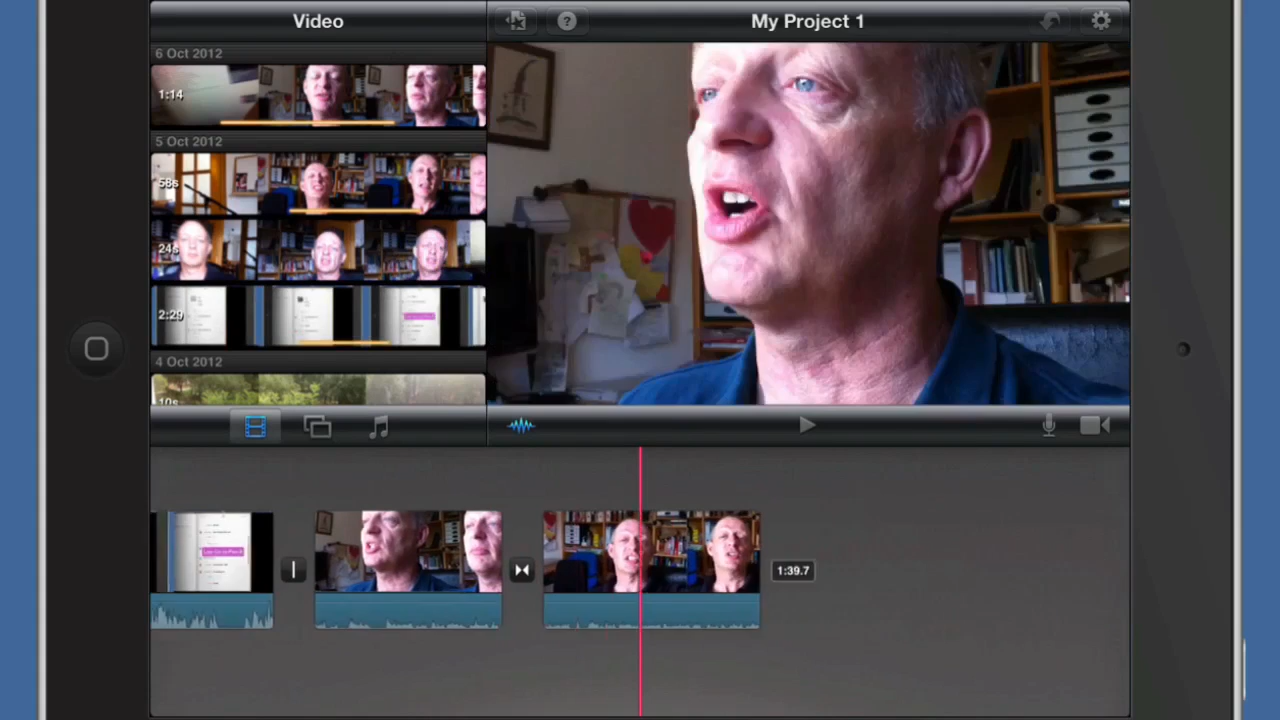 Video
?
My Project 1
6 Oct 2012
1:14
5 Oct 2012
58s
24s
2:29
4 Oct 2012
10s
1:39.7